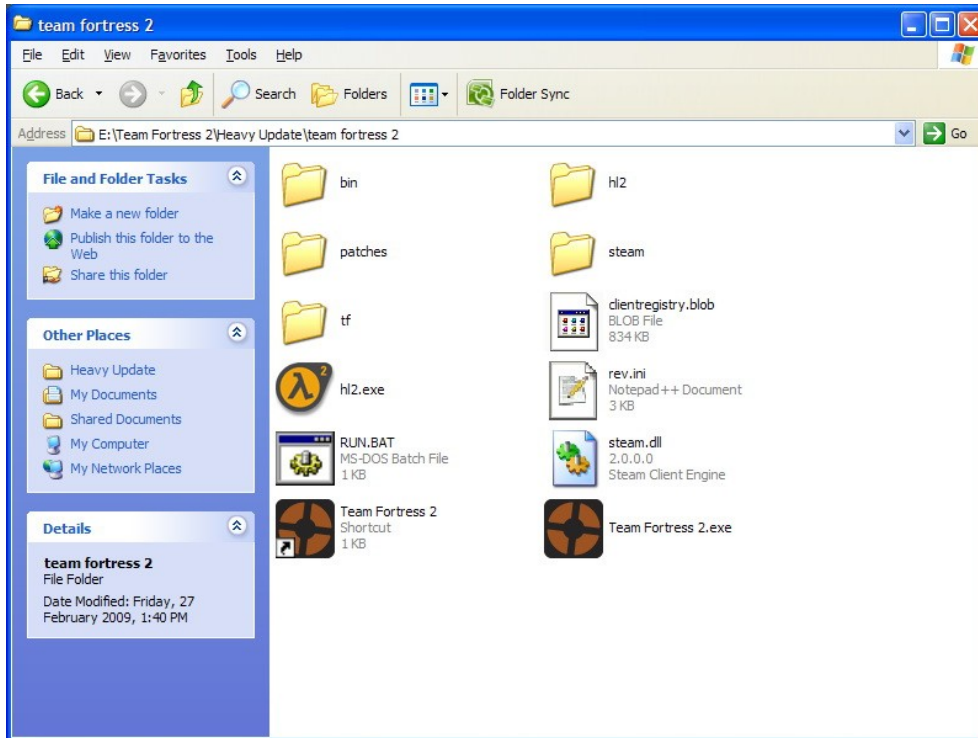 team fortress 2
File Edit View Favorites Tools Help
Back Search Folders Folder Sync
Address E:\Team Fortress 2\Heavy Update\team fortress 2 Go
File and Folder Tasks
Make a new folder
Publish this folder to the
Web
Share this folder
Other Places
Heavy Update
My Documents
Shared Documents
My Computer
My Network Places
Details
team fortress 2
File Folder
Date Modified: Friday, 27
February 2009, 1:40 PM
bin
hl2
patches
steam
tf
clientregistry.blob
BLOB File
834 KB
2
hl2.exe
rev.ini
Notepad++ Document
3 KB
RUN.BAT
MS-DOS Batch File
1 KB
steam.dll
2.0.0.0
Steam Client Engine
Team Fortress 2
Shortcut
1 KB
Team Fortress 2.exe